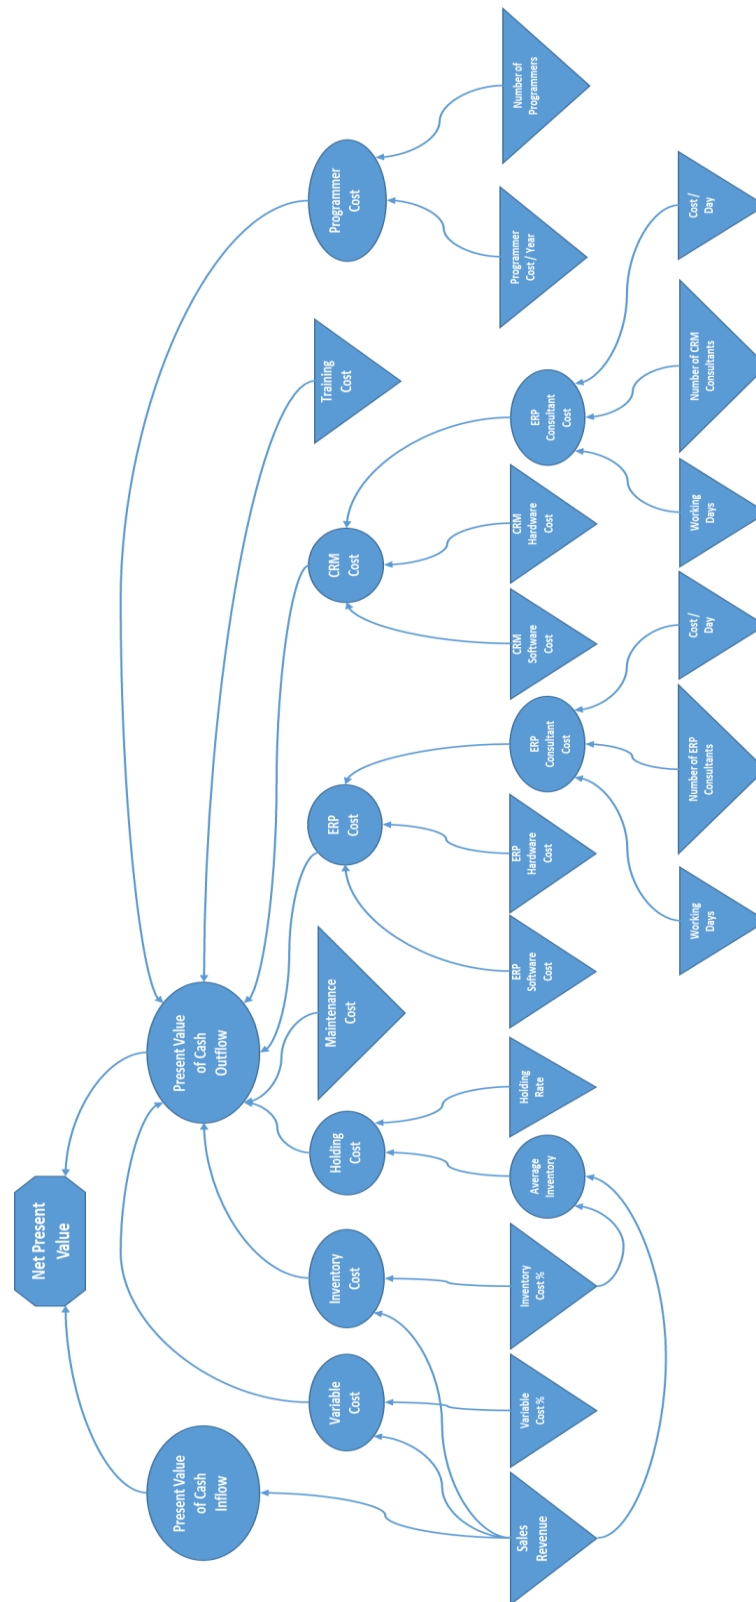 Net Present
Value
Present Value
of Cash
Inflow
Present Value
of Cash
Outflow
Variable
Cost
Inventory
Cost
Holding
Cost
Maintenance
Cost
ERP
Cost
CRM
Cost
Training
Cost
Programmer
Cost
Sales
Revenue
Variable
Cost %
Inventory
Cost %
Average
Inventory
Holding
Rate
ERP
Software
Cost
ERP
Hardware
Cost
ERP
Consultant
Cost
CRM
Software
Cost
CRM
Hardware
Cost
ERP
Consultant
Cost
Programmer
Cost / Year
Number of
Programmers
Working
Days
Number of ERP
Consultants
Cost /
Day
Working
Days
Number of CRM
Consultants
Cost /
Day